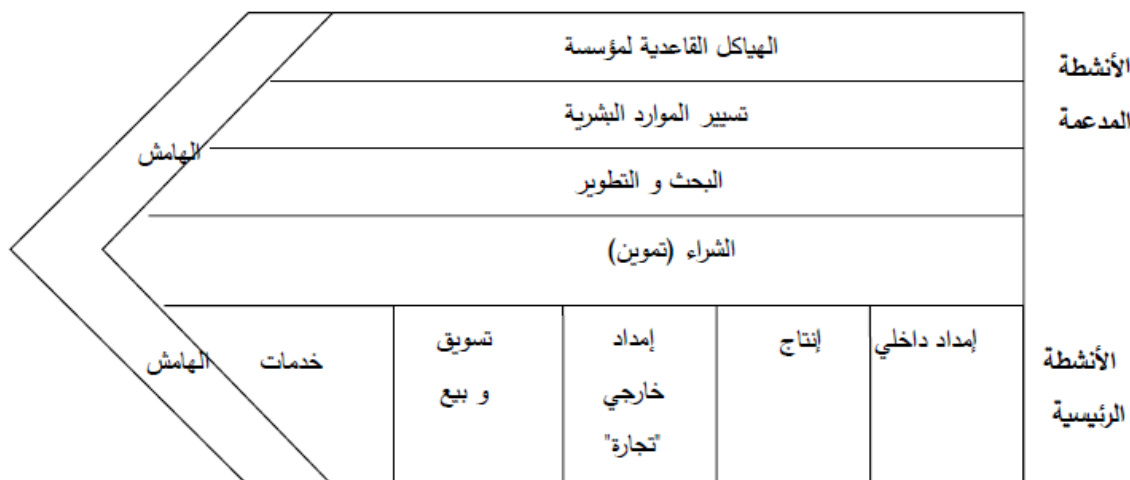 الهياكل القاعدية لمؤسسة
الأنشطة
المدعمة
تسيير الموارد البشرية
الهامش
البحث و التطوير
الشراء (تموين)
الأنشطة
الرئيسية
إمداد داخلي
إنتاج
إمداد
خارجي
"تجارة"
تسويق
و بيع
خدمات
الهامش